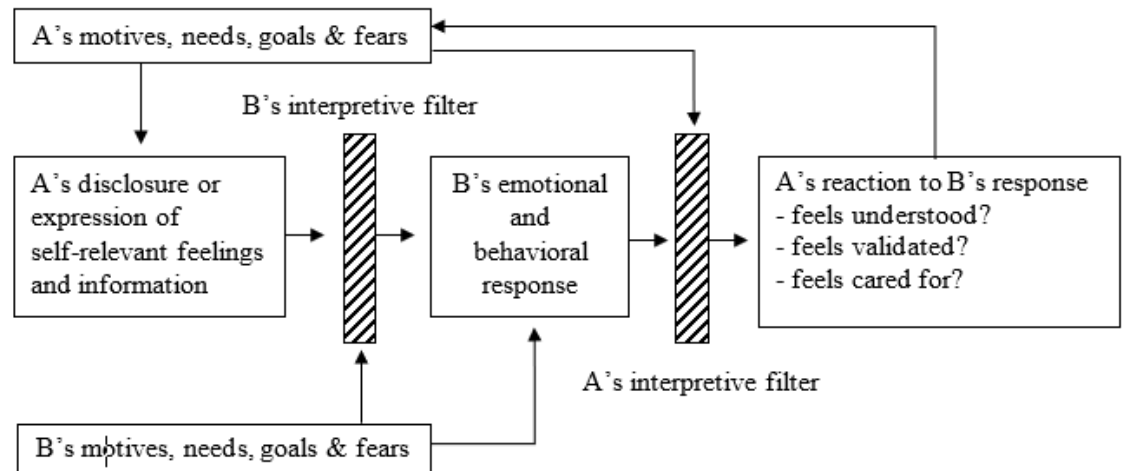 A's motives, needs, goals & fears
B's interpretive filter
A's disclosure or
expression of
self-relevant feelings
and information
B's emotional
and
behavioral
response
A's reaction to B's response
- feels understood?
- feels validated?
- feels cared for?
A's interpretive filter
B's motives, needs, goals & fears